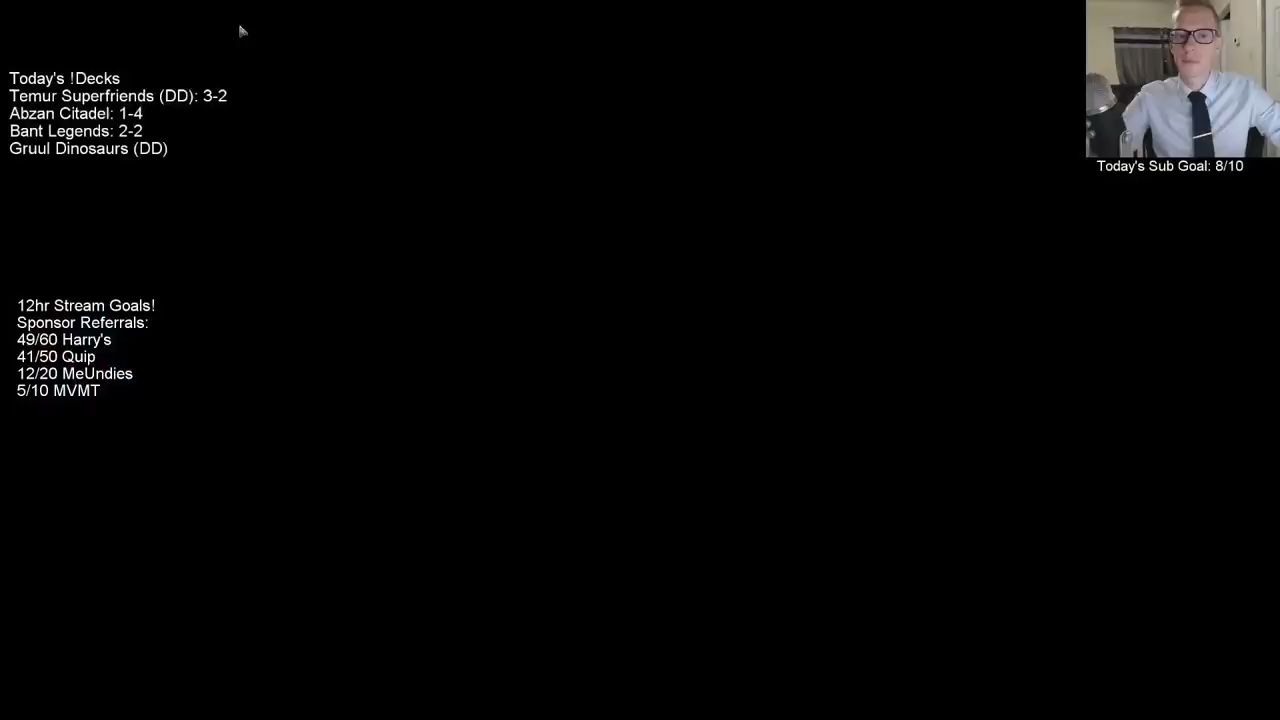 Today's !Decks
Temur Superfriends (DD): 3-2
Abzan Citadel: 1-4
Bant Legends: 2-2
Gruul Dinosaurs (DD)
Today's Sub Goal: 8/10
12hr Stream Goals!
Sponsor Referrals:
49/60 Harry's
41/50 Quip
12/20 MeUndies
5/10 MVMT